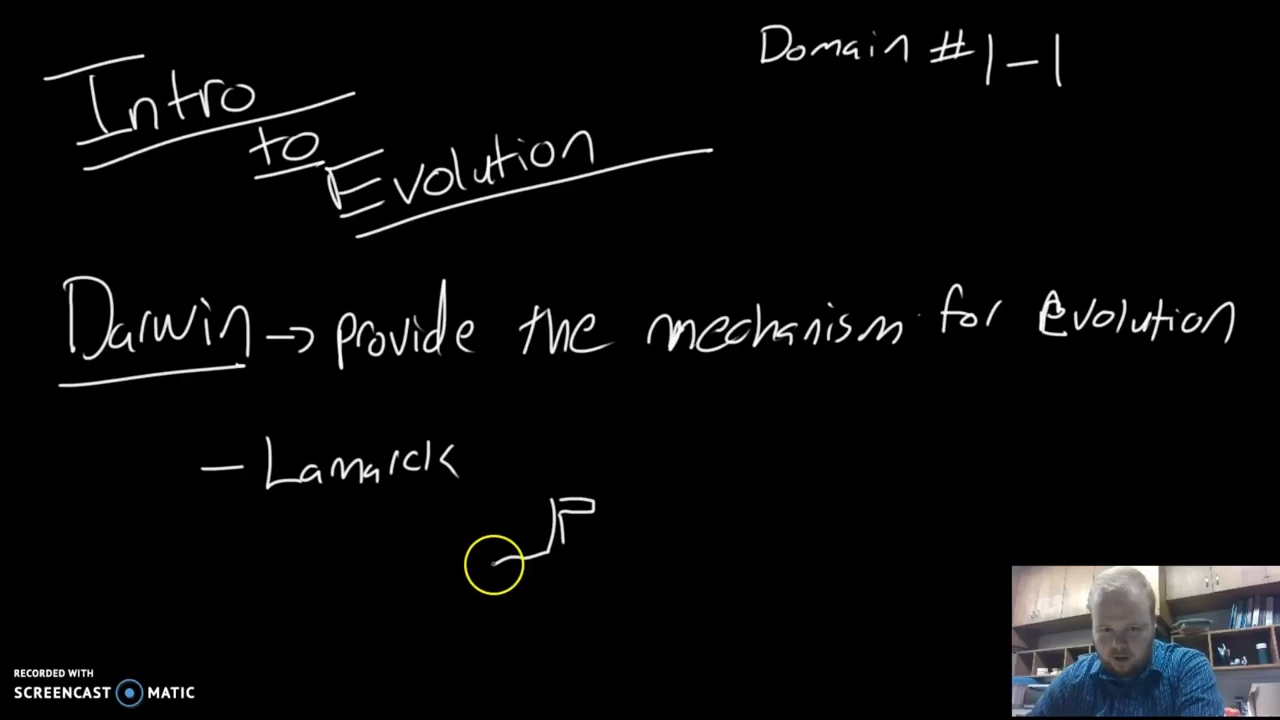 Domain #1-1
Intro
to
Evolution
Darwin → provide the mechanism for Evolution
- Lamarck
RECORDED WITH
SCREENCAST MATIC